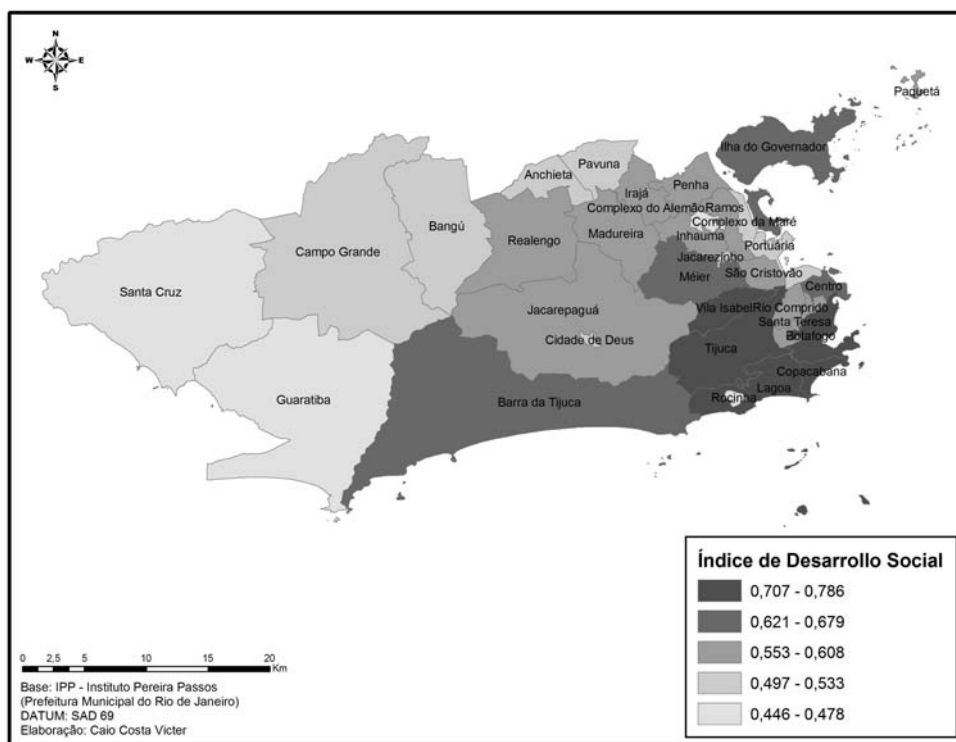 N
W E
S
Paquetá
Ilha do Governador
Pavuna
Anchieta
Penha
Irajá
Complexo do Alemão
Ramos
Complexo da Maré
Bangú
Realengo
Madureira
Inhauma
Portuária
Campo Grande
Jacarezinho
São Cristovão
Méier
Santa Cruz
Centro
Vila Isabel
Rio Comprido
Jacarepaguá
Santa Teresa
Botafogo
Cidade de Deus
Tijuca
Copacabana
Lagoa
Rocinha
Guaratiba
Barra da Tijuca
Índice de Desarrollo Social
0,707 - 0,786
0,621 - 0,679
0,553 - 0,608
0,497 - 0,533
0,446 - 0,478
0 2,5 5 10 15 20
Km
Base: IPP - Instituto Pereira Passos
(Prefeitura Municipal do Rio de Janeiro)
DATUM: SAD 69
Elaboração: Caio Costa Victer